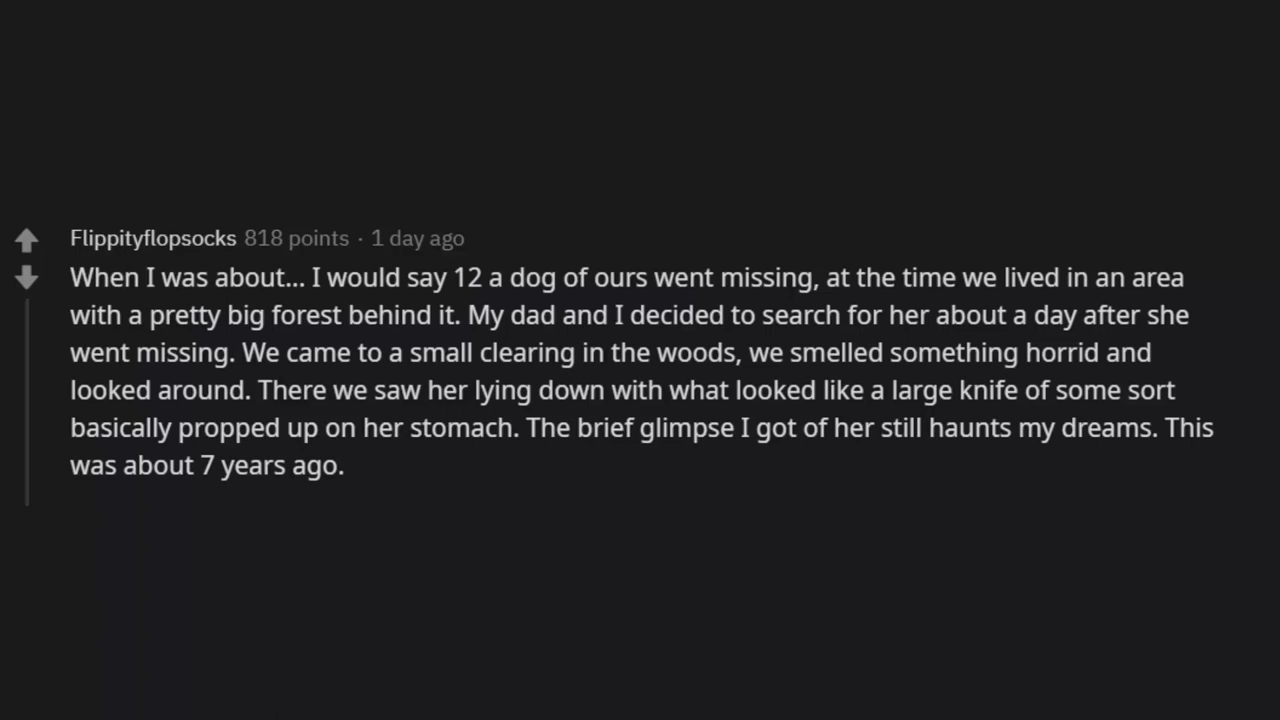 Flippityflopsocks 818 points · 1 day ago
When I was about... I would say 12 a dog of ours went missing, at the time we lived in an area
with a pretty big forest behind it. My dad and I decided to search for her about a day after she
went missing. We came to a small clearing in the woods, we smelled something horrid and
looked around. There we saw her lying down with what looked like a large knife of some sort
basically propped up on her stomach. The brief glimpse I got of her still haunts my dreams. This
was about 7 years ago.